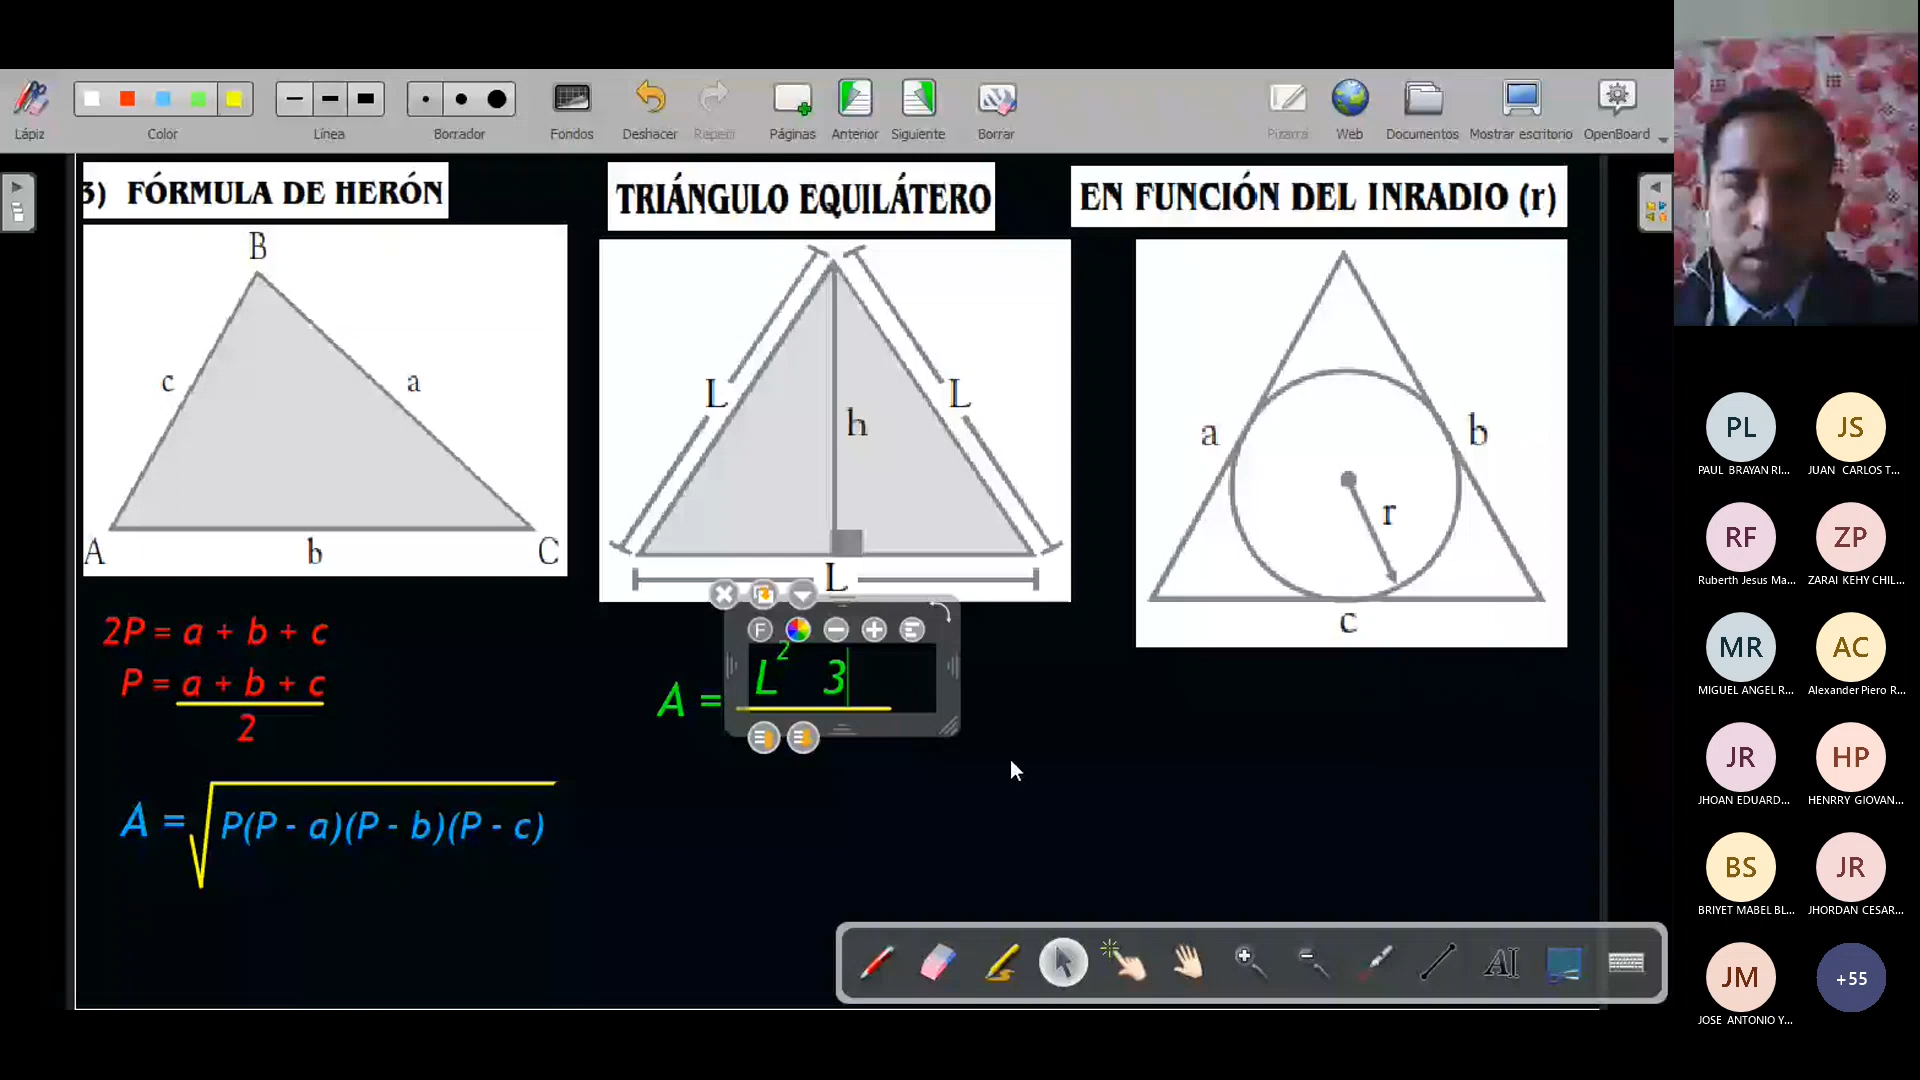 Lápiz
Color
Línea
Borrador
Fondos
Deshacer
Repetir
Páginas
Anterior
Siguiente
Borrar
Pizarra
Web
Documentos
Mostrar escritorio
OpenBoard
3) FÓRMULA DE HERÓN
TRIÁNGULO EQUILÁTERO
EN FUNCIÓN DEL INRADIO (r)
B
c
a
A
b
C
L
L
h
L
a
b
r
c
2P = a + b + c
P = a + b + c
2
A = √P(P - a)(P - b)(P - c)
F
A = L² 3
AI
PL
PAUL BRAYAN RI...
JS
JUAN CARLOS T...
RF
Ruberth Jesus Ma...
ZP
ZARAI KEHY CHIL...
MR
MIGUEL ANGEL R...
AC
Alexander Piero R...
JR
JHOAN EDUARD...
HP
HENRRY GIOVAN...
BS
BRIYET MABEL BL...
JR
JHORDAN CESAR...
JM
JOSE ANTONIO Y...
+55